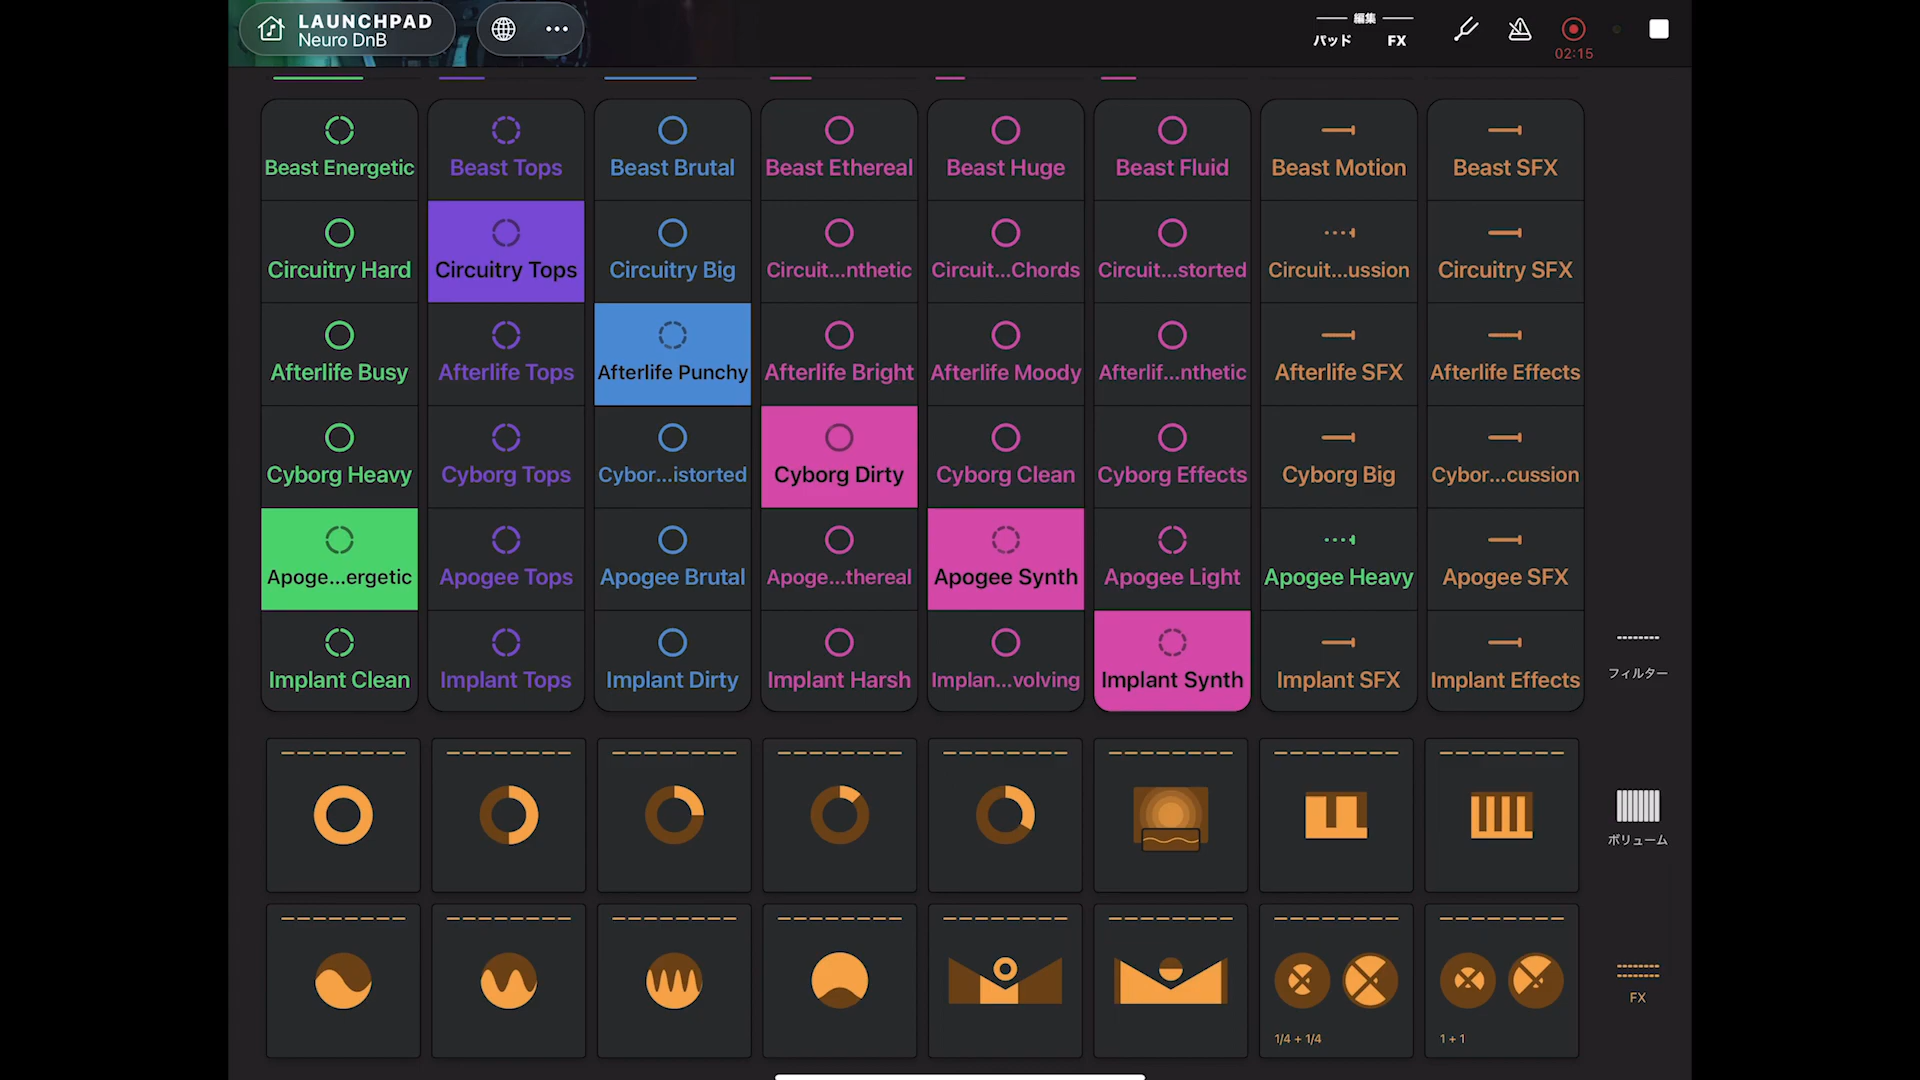 LAUNCHPAD
Neuro DnB
編集
パッド FX
02:15
Beast Energetic Beast Tops Beast Brutal Beast Ethereal Beast Huge Beast Fluid Beast Motion Beast SFX
Circuitry Hard Circuitry Tops Circuitry Big Circuit...nthetic Circuit...Chords Circuit...storted Circuit...ussion Circuitry SFX
Afterlife Busy Afterlife Tops Afterlife Punchy Afterlife Bright Afterlife Moody Afterlif...nthetic Afterlife SFX Afterlife Effects
Cyborg Heavy Cyborg Tops Cybor...istorted Cyborg Dirty Cyborg Clean Cyborg Effects Cyborg Big Cybor...cussion
Apoge...ergetic Apogee Tops Apogee Brutal Apoge...thereal Apogee Synth Apogee Light Apogee Heavy Apogee SFX
Implant Clean Implant Tops Implant Dirty Implant Harsh Implan...volving Implant Synth Implant SFX Implant Effects
フィルター
ボリューム
FX
1/4 + 1/4 1 + 1